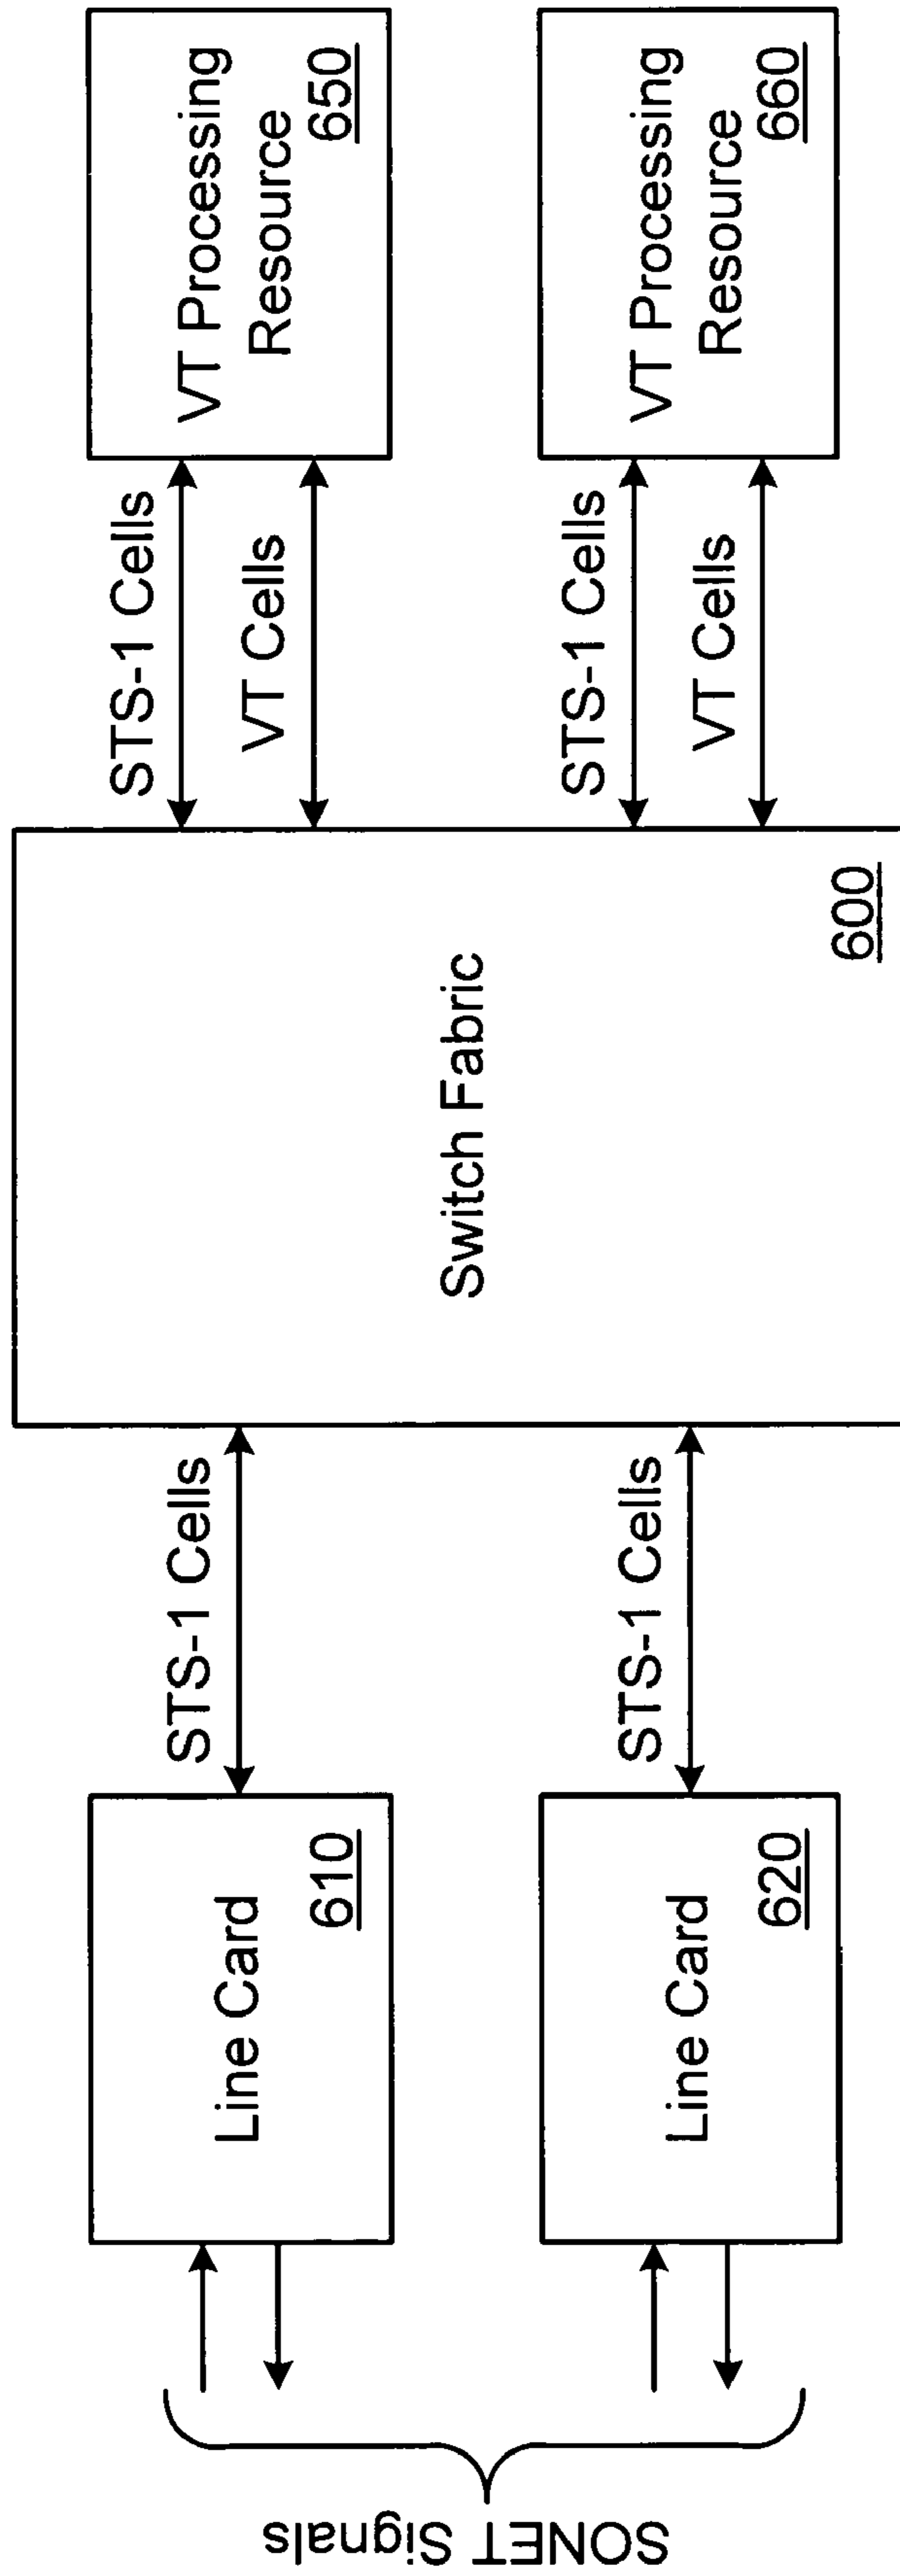 SONET Signals
Line Card
610
STS-1 Cells
Line Card
620
STS-1 Cells
Switch Fabric
600
STS-1 Cells
VT Cells
VT Processing
Resource
650
STS-1 Cells
VT Cells
VT Processing
Resource
660